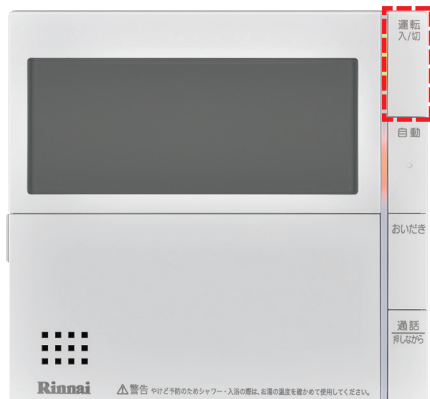 運転
入/切
自動
おいだき
通話
押しながら
Rinnai
警告 やけど予防のためシャワー・入浴の際は、お湯の温度を確かめて使用してください。